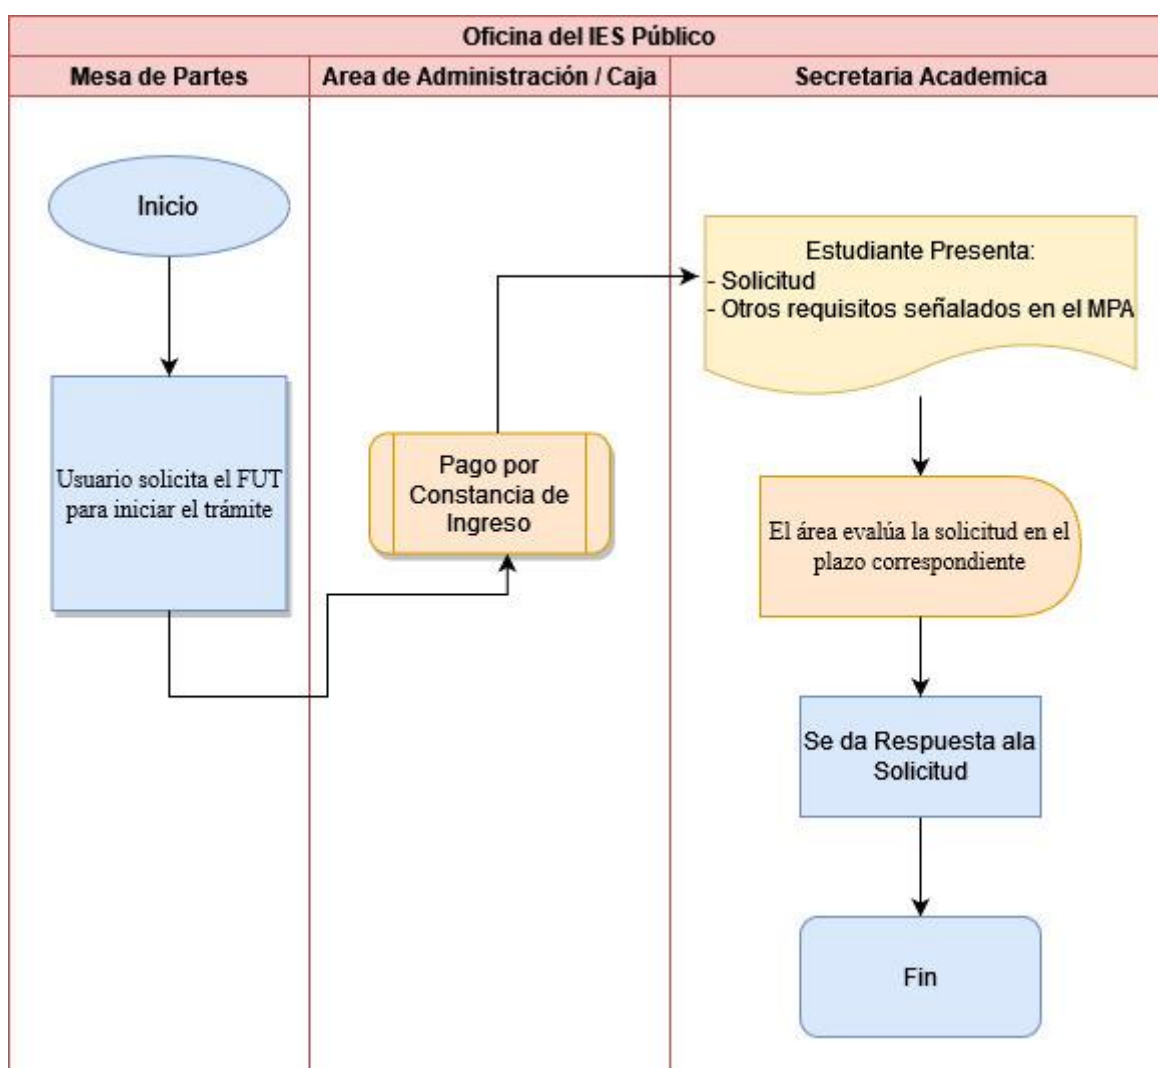 Oficina del IES Público
Mesa de Partes
Area de Administración / Caja
Secretaria Academica
Inicio
Usuario solicita el FUT
para iniciar el trámite
Pago por
Constancia de
Ingreso
Estudiante Presenta:
- Solicitud
- Otros requisitos señalados en el MPA
El área evalúa la solicitud en el
plazo correspondiente
Se da Respuesta ala
Solicitud
Fin